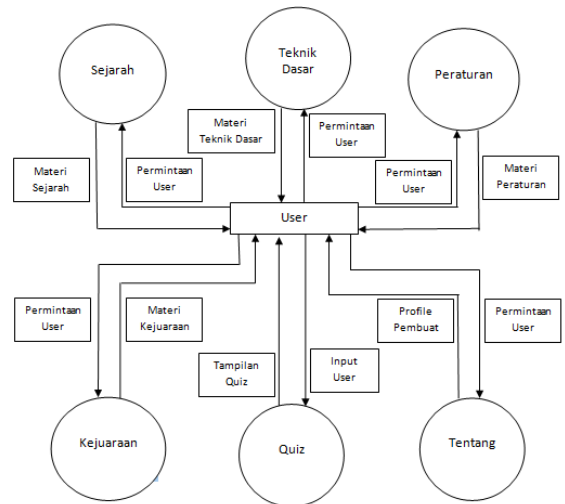 Sejarah
Teknik
Dasar
Peraturan
Materi
Teknik Dasar
Permintaan
User
Materi
Sejarah
Permintaan
User
Permintaan
User
Materi
Peraturan
User
Permintaan
User
Materi
Kejuaraan
Profile
Pembuat
Permintaan
User
Tampilan
Quiz
Input
User
Kejuaraan
Quiz
Tentang